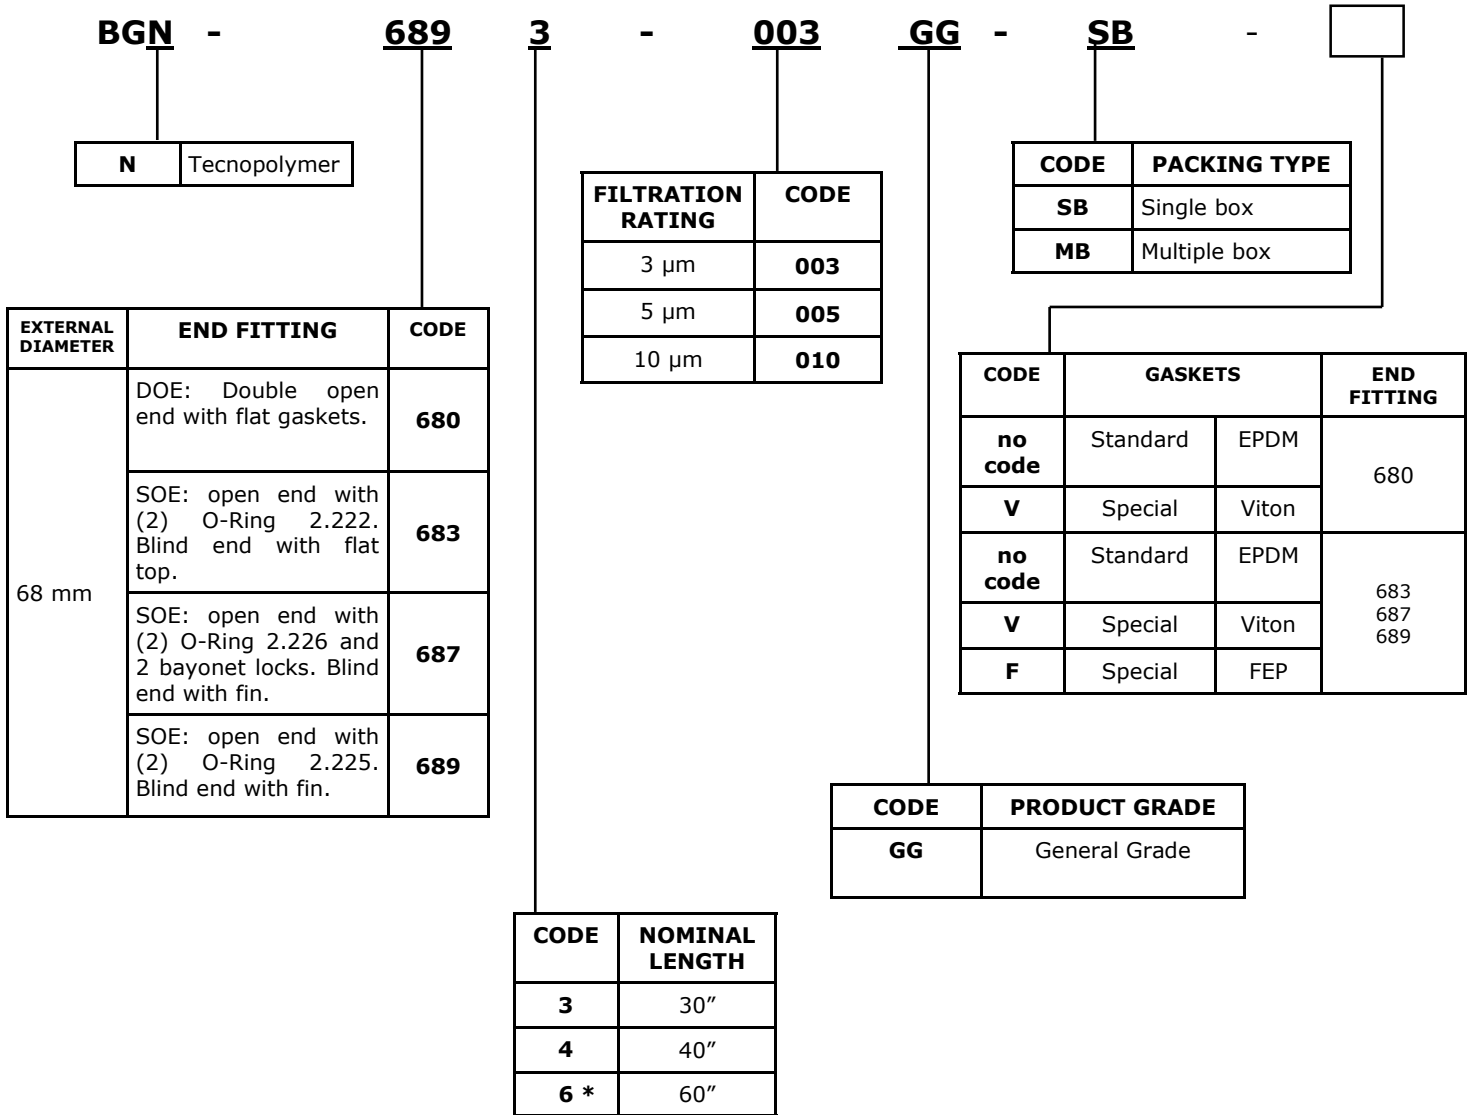 BGN - 689 3 - 003 GG - SB -
N Tecnopolymer
FILTRATION RATING CODE
3 µm 003
5 µm 005
10 µm 010
CODE PACKING TYPE
SB Single box
MB Multiple box
EXTERNAL DIAMETER END FITTING CODE
68 mm
DOE: Double open
end with flat gaskets.
680
SOE: open end with
(2) O-Ring 2.222.
Blind end with flat
top.
683
SOE: open end with
(2) O-Ring 2.226 and
2 bayonet locks. Blind
end with fin.
687
SOE: open end with
(2) O-Ring 2.225.
Blind end with fin.
689
CODE GASKETS END FITTING
no code Standard EPDM
680
V Special Viton
no code Standard EPDM
683
687
689
V Special Viton
F Special FEP
CODE PRODUCT GRADE
GG General Grade
CODE NOMINAL LENGTH
3 30″
4 40″
6 * 60″